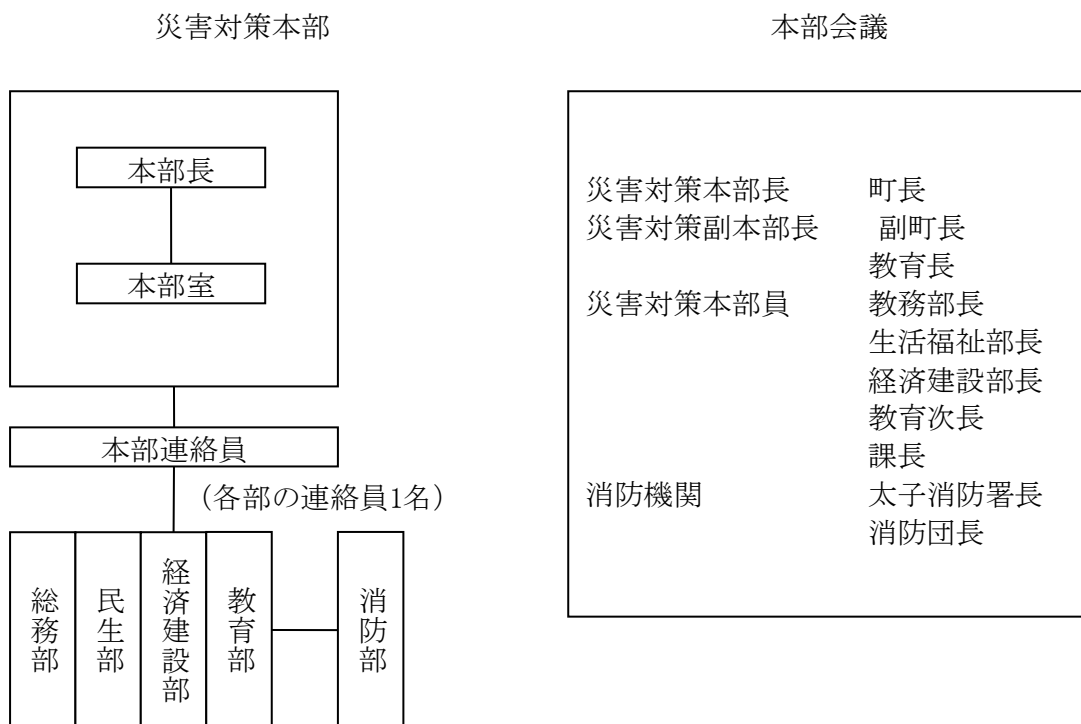 災害対策本部
本部長
本部室
本部連絡員
（各部の連絡員1名）
総務部
民生部
経済建設部
教育部
消防部
本部会議
災害対策本部長 町長
災害対策副本部長 副町長
教育長
災害対策本部員 教務部長
生活福祉部長
経済建設部長
教育次長
課長
消防機関 太子消防署長
消防団長